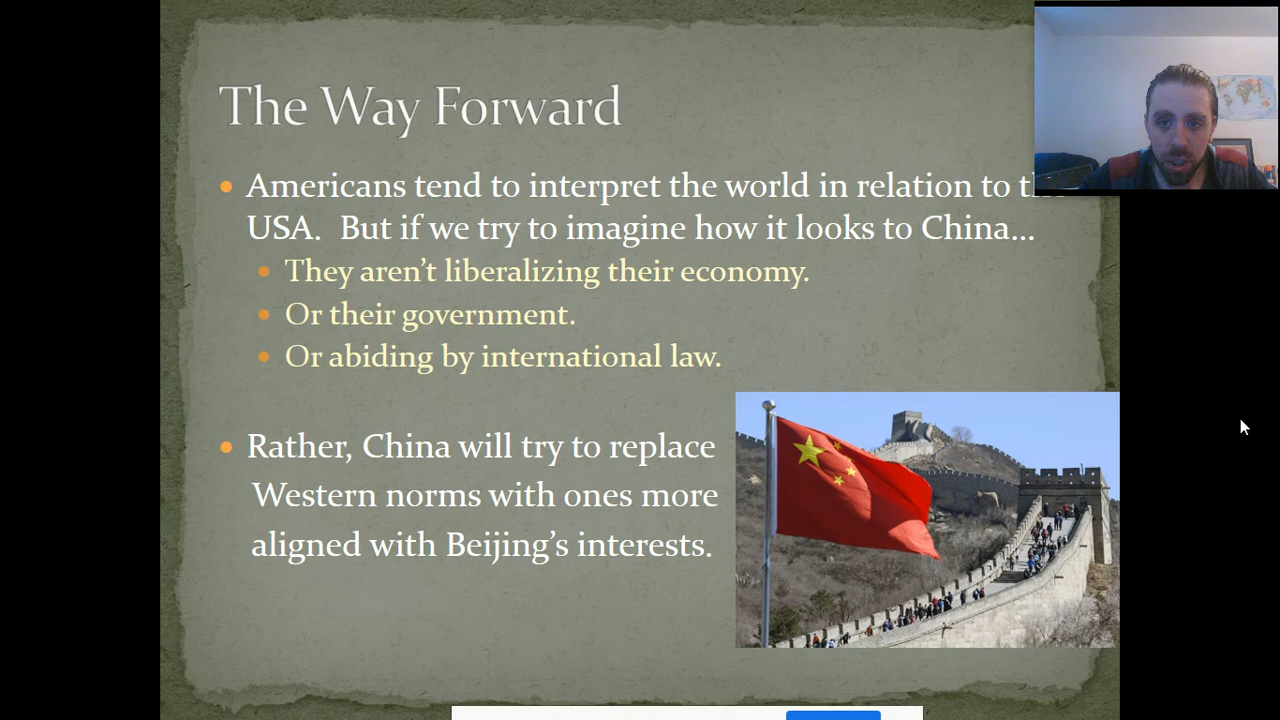 The Way Forward
Americans tend to interpret the world in relation to
USA.  But if we try to imagine how it looks to China...
They aren't liberalizing their economy.
Or their government.
Or abiding by international law.
Rather, China will try to replace
Western norms with ones more
aligned with Beijing's interests.